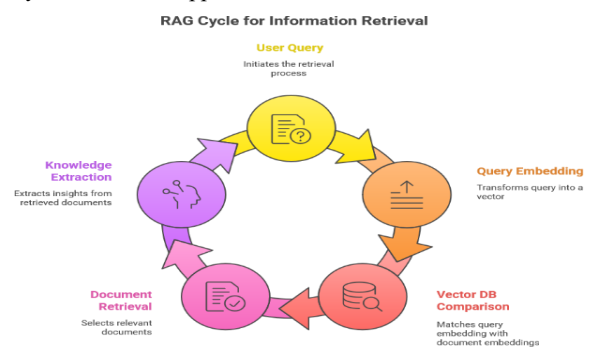 RAG Cycle for Information Retrieval
User Query
Initiates the retrieval
process
Query Embedding
Transforms query into a
vector
Vector DB
Comparison
Matches query
embedding with
document embeddings
Document
Retrieval
Selects relevant
documents
Knowledge
Extraction
Extracts insights from
retrieved documents